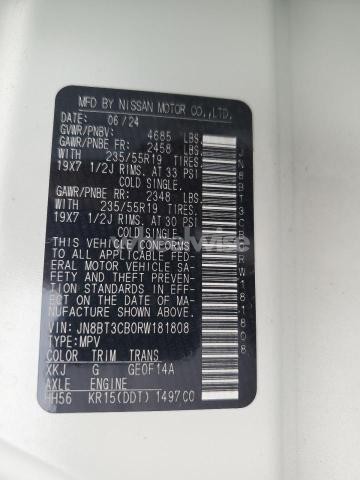 MFD BY NISSAN MOTOR CO.,LTD.
DATE: 06/24
GVWR/PNBV: 4685 LBS.
GAWR/PNBE FR: 2458 LBS.
WITH 235/55R19 TIRES
19X7 1/2J RIMS, AT 33 PSI
COLD SINGLE.
GAWR/PNBE RR: 2348 LBS.
WITH 235/55R19 TIRES
19X7 1/2J RIMS, AT 30 PSI
COLD SINGLE.
THIS VEHICLE CONFORMS
TO ALL APPLICABLE FED-
ERAL MOTOR VEHICLE SA-
FETY AND THEFT PREVEN-
TION STANDARDS IN EFF-
ECT ON THE DATE OF MAN-
UFACTURE SHOWN ABOVE.
VIN: JN8BT3CB0RW181808
TYPE: MPV
COLOR TRIM TRANS
XKJ G GE0F14A
AXLE ENGINE
HH56 KR15(DDT) 1497CC